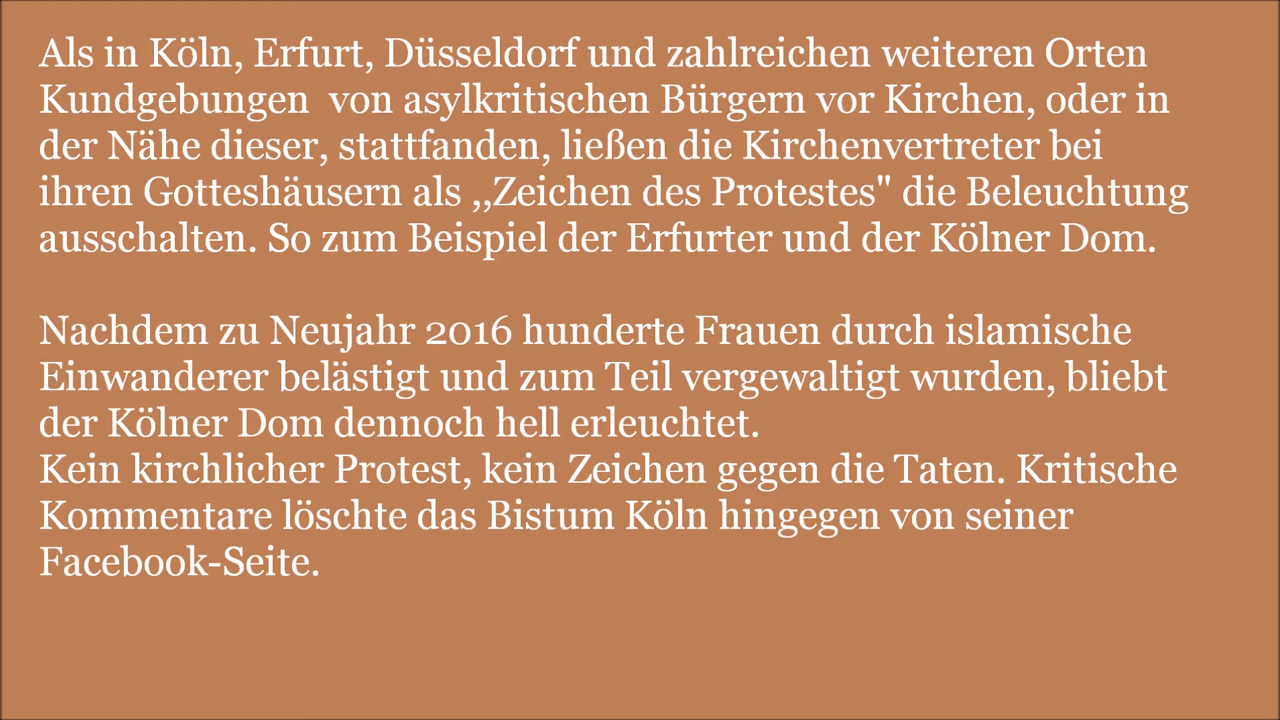 Als in Köln, Erfurt, Düsseldorf und zahlreichen weiteren Orten
Kundgebungen  von asylkritischen Bürgern vor Kirchen, oder in
der Nähe dieser, stattfanden, ließen die Kirchenvertreter bei
ihren Gotteshäusern als ,,Zeichen des Protestes" die Beleuchtung
ausschalten. So zum Beispiel der Erfurter und der Kölner Dom.

Nachdem zu Neujahr 2016 hunderte Frauen durch islamische
Einwanderer belästigt und zum Teil vergewaltigt wurden, bliebt
der Kölner Dom dennoch hell erleuchtet.
Kein kirchlicher Protest, kein Zeichen gegen die Taten. Kritische
Kommentare löschte das Bistum Köln hingegen von seiner
Facebook-Seite.